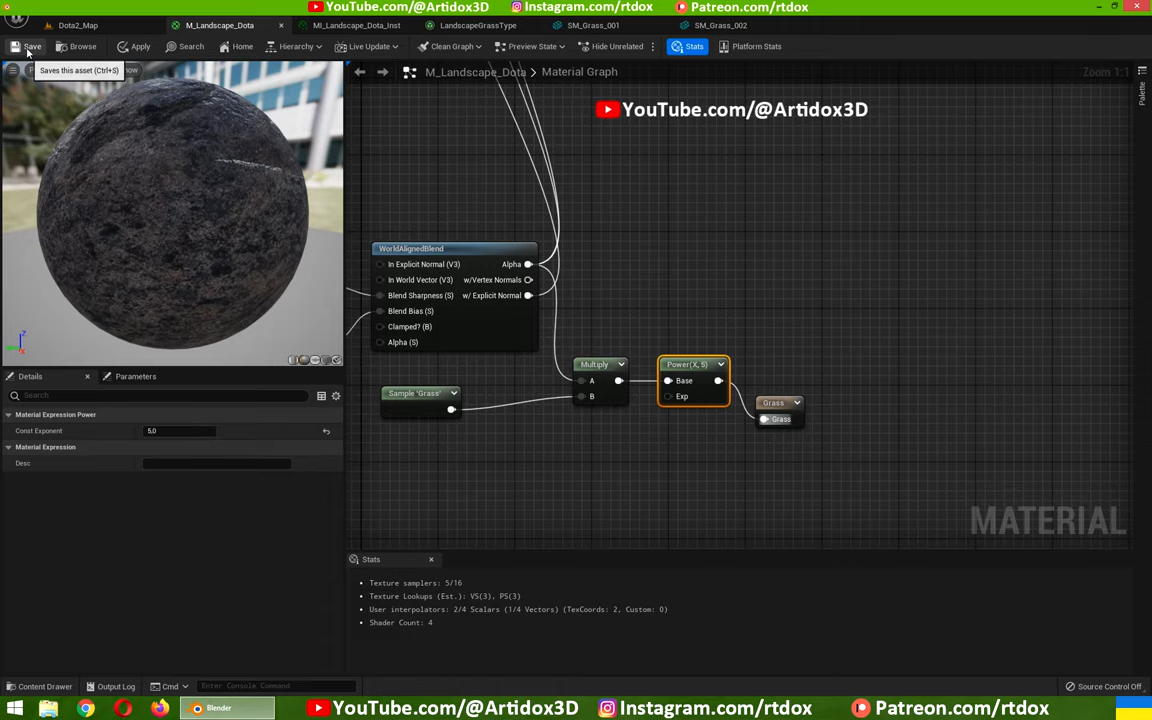 YouTube.com/@Artidox3D Instagram.com/rtdox Patreon.com/rtdox
Dota2_Map M_Landscape_Dota MI_Landscape_Dota_Inst LandscapeGrassType SM_Grass_001 SM_Grass_002
Save Browse Apply Search Home Hierarchy Live Update Clean Graph Preview State Hide Unrelated Stats Platform Stats
Saves this asset (Ctrl+S)
M_Landscape_Dota Material Graph Zoom 1:1
Palette
YouTube.com/@Artidox3D
WorldAlignedBlend
In Explicit Normal (V3) Alpha
In World Vector (V3) w/Vertex Normals
Blend Sharpness (S) w/ Explicit Normal
Blend Bias (S)
Clamped? (B)
Alpha (S)
Multiply
A
B
Power(X, 5)
Base
Exp
Sample 'Grass'
Grass
Grass
MATERIAL
Details Parameters
Search
Material Expression Power
Const Exponent 5,0
Material Expression
Desc
Stats
Texture samplers: 5/16
Texture Lookups (Est.): VS(3), PS(3)
User interpolators: 2/4 Scalars (1/4 Vectors) (TexCoords: 2, Custom: 0)
Shader Count: 4
Content Drawer Output Log Cmd Enter Console Command Source Control Off
Blender YouTube.com/@Artidox3D Instagram.com/rtdox Patreon.com/rtdox